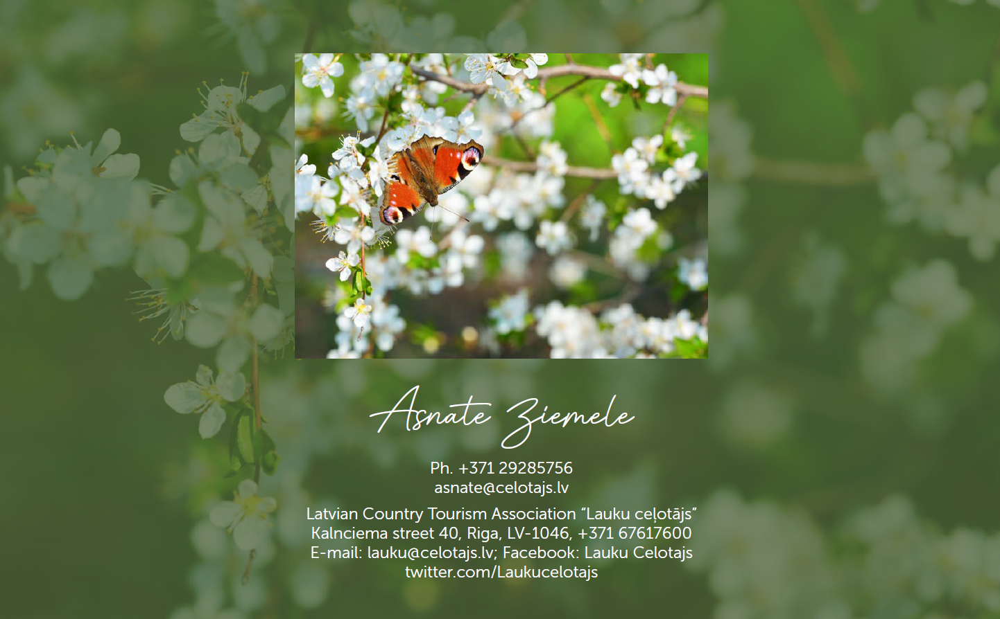 Asnate Ziemele
Ph. +371 29285756
asnate@celotajs.lv
Latvian Country Tourism Association “Lauku ceļotājs”
Kalnciema street 40, Riga, LV-1046, +371 67617600
E-mail: lauku@celotajs.lv; Facebook: Lauku Celotajs
twitter.com/Laukucelotajs